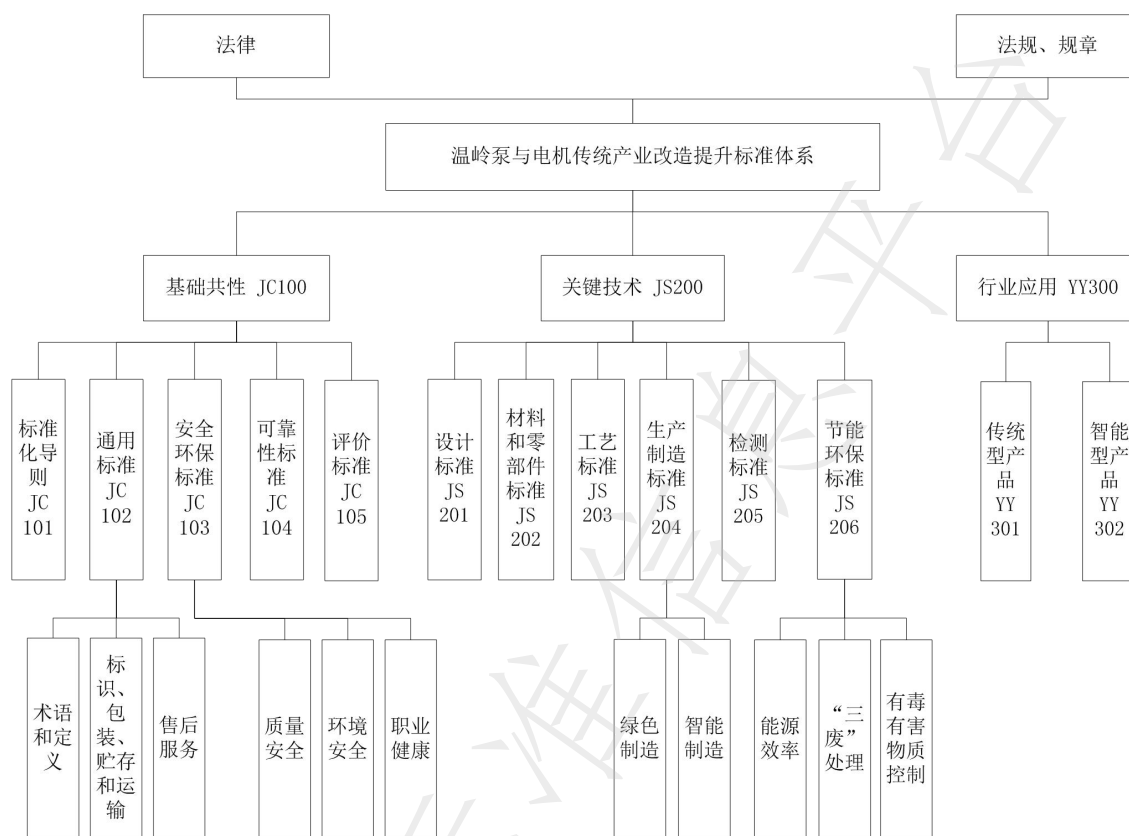 法律
法规、规章
温岭泵与电机传统产业改造提升标准体系
基础共性 JC100
关键技术 JS200
行业应用 YY300
标准
化导
则
JC
101
通用
标准
JC
102
安全
环保
标准
JC
103
可靠
性标
准
JC
104
评价
标准
JC
105
设计
标准
JS
201
材料
和零
部件
标准
JS
202
工艺
标准
JS
203
生产
制造
标准
JS
204
检测
标准
JS
205
节能
环保
标准
JS
206
传统
型产
品
YY
301
智能
型产
品
YY
302
术语
和定
义
标
识、
包
装、
贮存
和运
输
售后
服务
质量
安全
环境
安全
职业
健康
绿色
制造
智能
制造
能源
效率
“三
废”
处理
有毒
有害
物质
控制
准信息平台